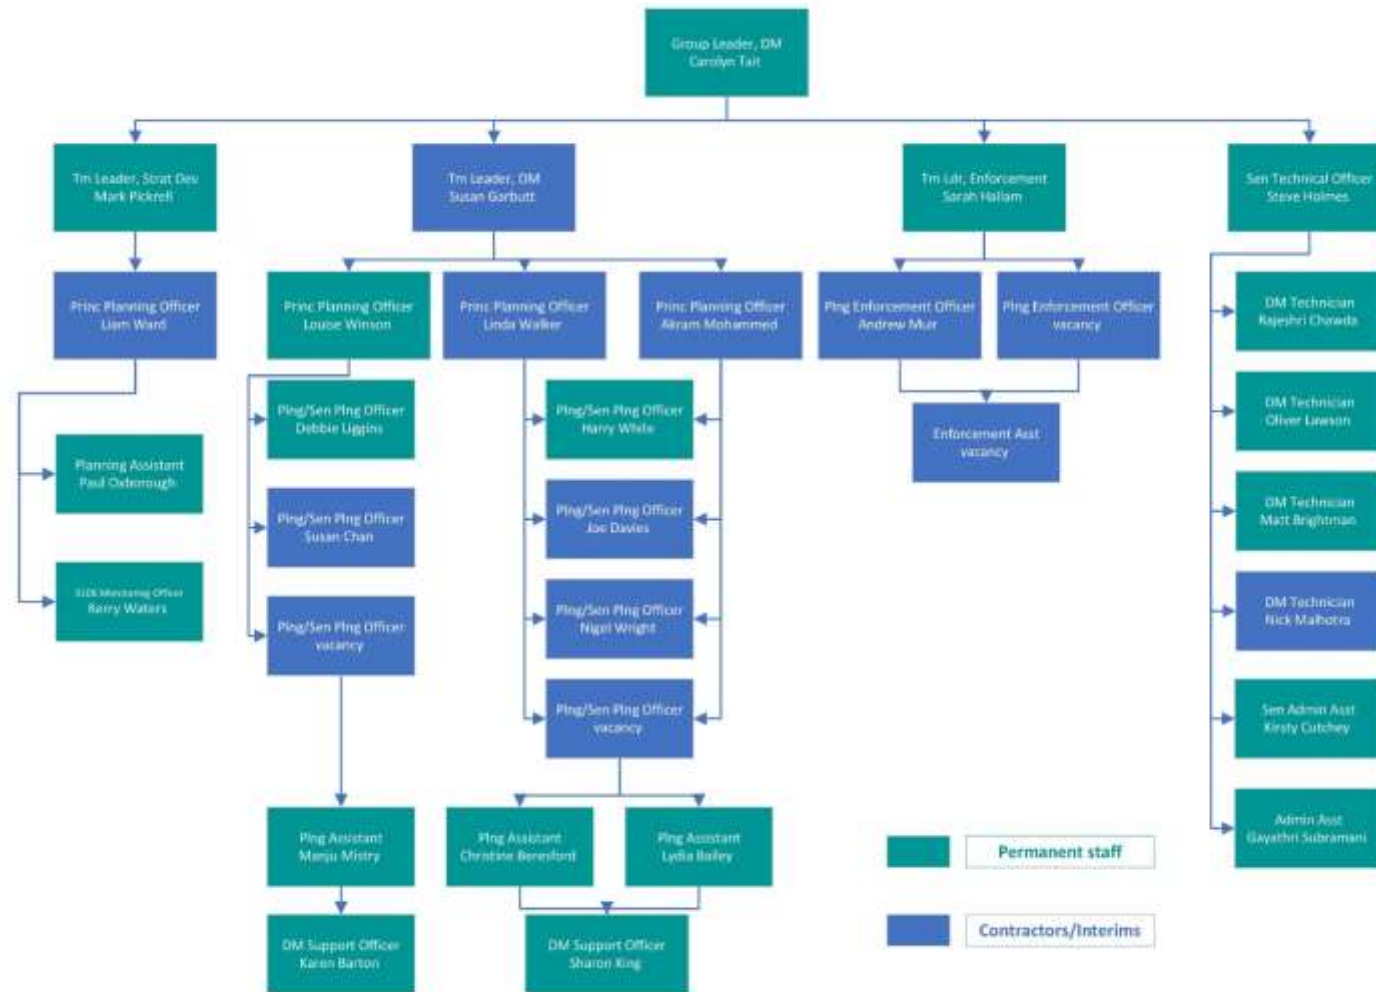 Group Leader, DM
Carolyn Tait
Tm Leader, Strat Dev
Mark Pickrell
Tm Leader, DM
Susan Garbutt
Tm Ldr, Enforcement
Sarah Hallam
Sen Technical Officer
Steve Holmes
Princ Planning Officer
Liam Ward
Princ Planning Officer
Louise Winson
Princ Planning Officer
Linda Walker
Princ Planning Officer
Akram Mohammed
Plng Enforcement Officer
Andrew Muir
Plng Enforcement Officer
vacancy
DM Technician
Rajeshri Chawda
Plng/Sen Plng Officer
Debbie Liggins
Plng/Sen Plng Officer
Harry White
Enforcement Asst
vacancy
DM Technician
Oliver Lawson
Planning Assistant
Paul Oxborough
Plng/Sen Plng Officer
Susan Chan
Plng/Sen Plng Officer
Joe Davies
DM Technician
Matt Brightman
S106 Monitoring Officer
Kerry Waters
Plng/Sen Plng Officer
vacancy
Plng/Sen Plng Officer
Nigel Wright
DM Technician
Nick Malhotra
Plng/Sen Plng Officer
vacancy
Sen Admin Asst
Kirsty Cutchey
Plng Assistant
Manju Mistry
Plng Assistant
Christine Beresford
Plng Assistant
Lydia Bailey
Admin Asst
Gayathri Subramani
Permanent staff
DM Support Officer
Karen Barton
DM Support Officer
Sharon King
Contractors/Interims